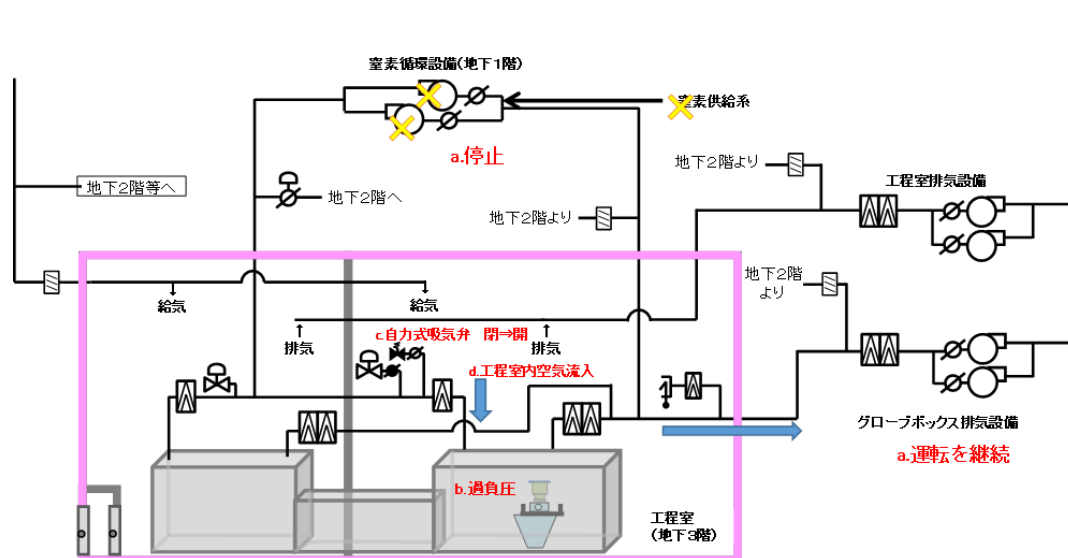 窒素循環設備(地下1階)
窒素供給系
a.停止
地下2階より
地下2階等へ
工程室排気設備
地下2階へ
地下2階より
地下2階
より
給気
給気
c.自力式吸気弁 閉⇒開
排気
排気
d.工程室内空気流入
グローブボックス排気設備
a.運転を継続
b.過負圧
工程室
(地下3階)